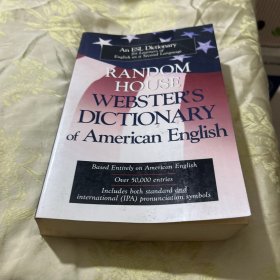 An ESL Dictionary
for Learners of
English as a Second Language
RANDOM
HOUSE
WEBSTER'S
DICTIONARY
of American English
Based Entirely on American English
Over 50,000 entries
Includes both standard and
international (IPA) pronunciation symbols